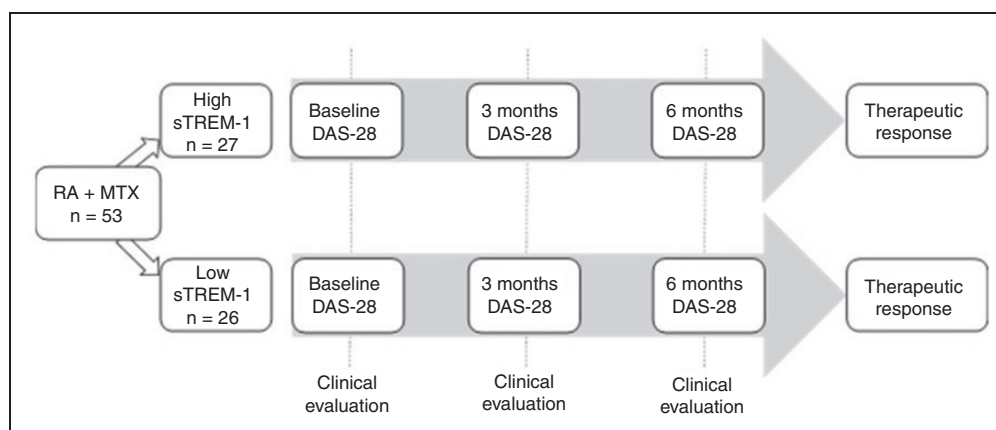 RA + MTX
n = 53
High
sTREM-1
n = 27
Baseline
DAS-28
3 months
DAS-28
6 months
DAS-28
Therapeutic
response
Low
sTREM-1
n = 26
Baseline
DAS-28
3 months
DAS-28
6 months
DAS-28
Therapeutic
response
Clinical
evaluation
Clinical
evaluation
Clinical
evaluation